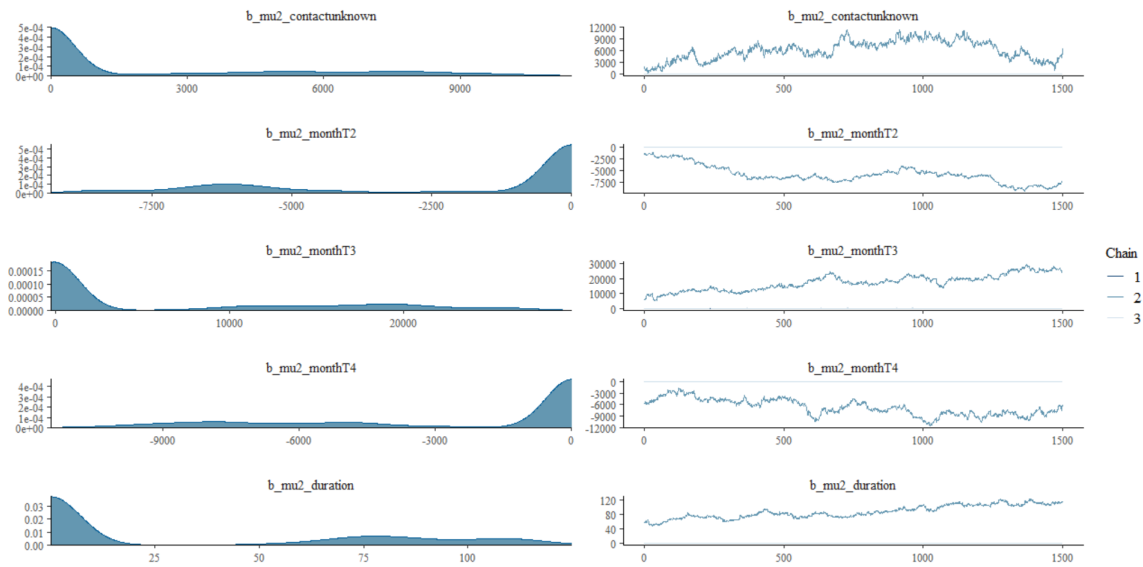 b_mu2_contactunknown
5e-04
4e-04
3e-04
2e-04
1e-04
0e+00
0 3000 6000 9000
b_mu2_contactunknown
12000
9000
6000
3000
0
0 500 1000 1500
b_mu2_monthT2
5e-04
4e-04
3e-04
2e-04
1e-04
0e+00
-7500 -5000 -2500 0
b_mu2_monthT2
0
-2500
-5000
-7500
0 500 1000 1500
b_mu2_monthT3
0.00015
0.00010
0.00005
0.00000
0 10000 20000
b_mu2_monthT3
30000
20000
10000
0
0 500 1000 1500
Chain
1
2
3
b_mu2_monthT4
4e-04
3e-04
2e-04
1e-04
0e+00
-9000 -6000 -3000 0
b_mu2_monthT4
0
-3000
-6000
-9000
-12000
0 500 1000 1500
b_mu2_duration
0.03
0.02
0.01
0.00
25 50 75 100
b_mu2_duration
120
80
40
0
0 500 1000 1500